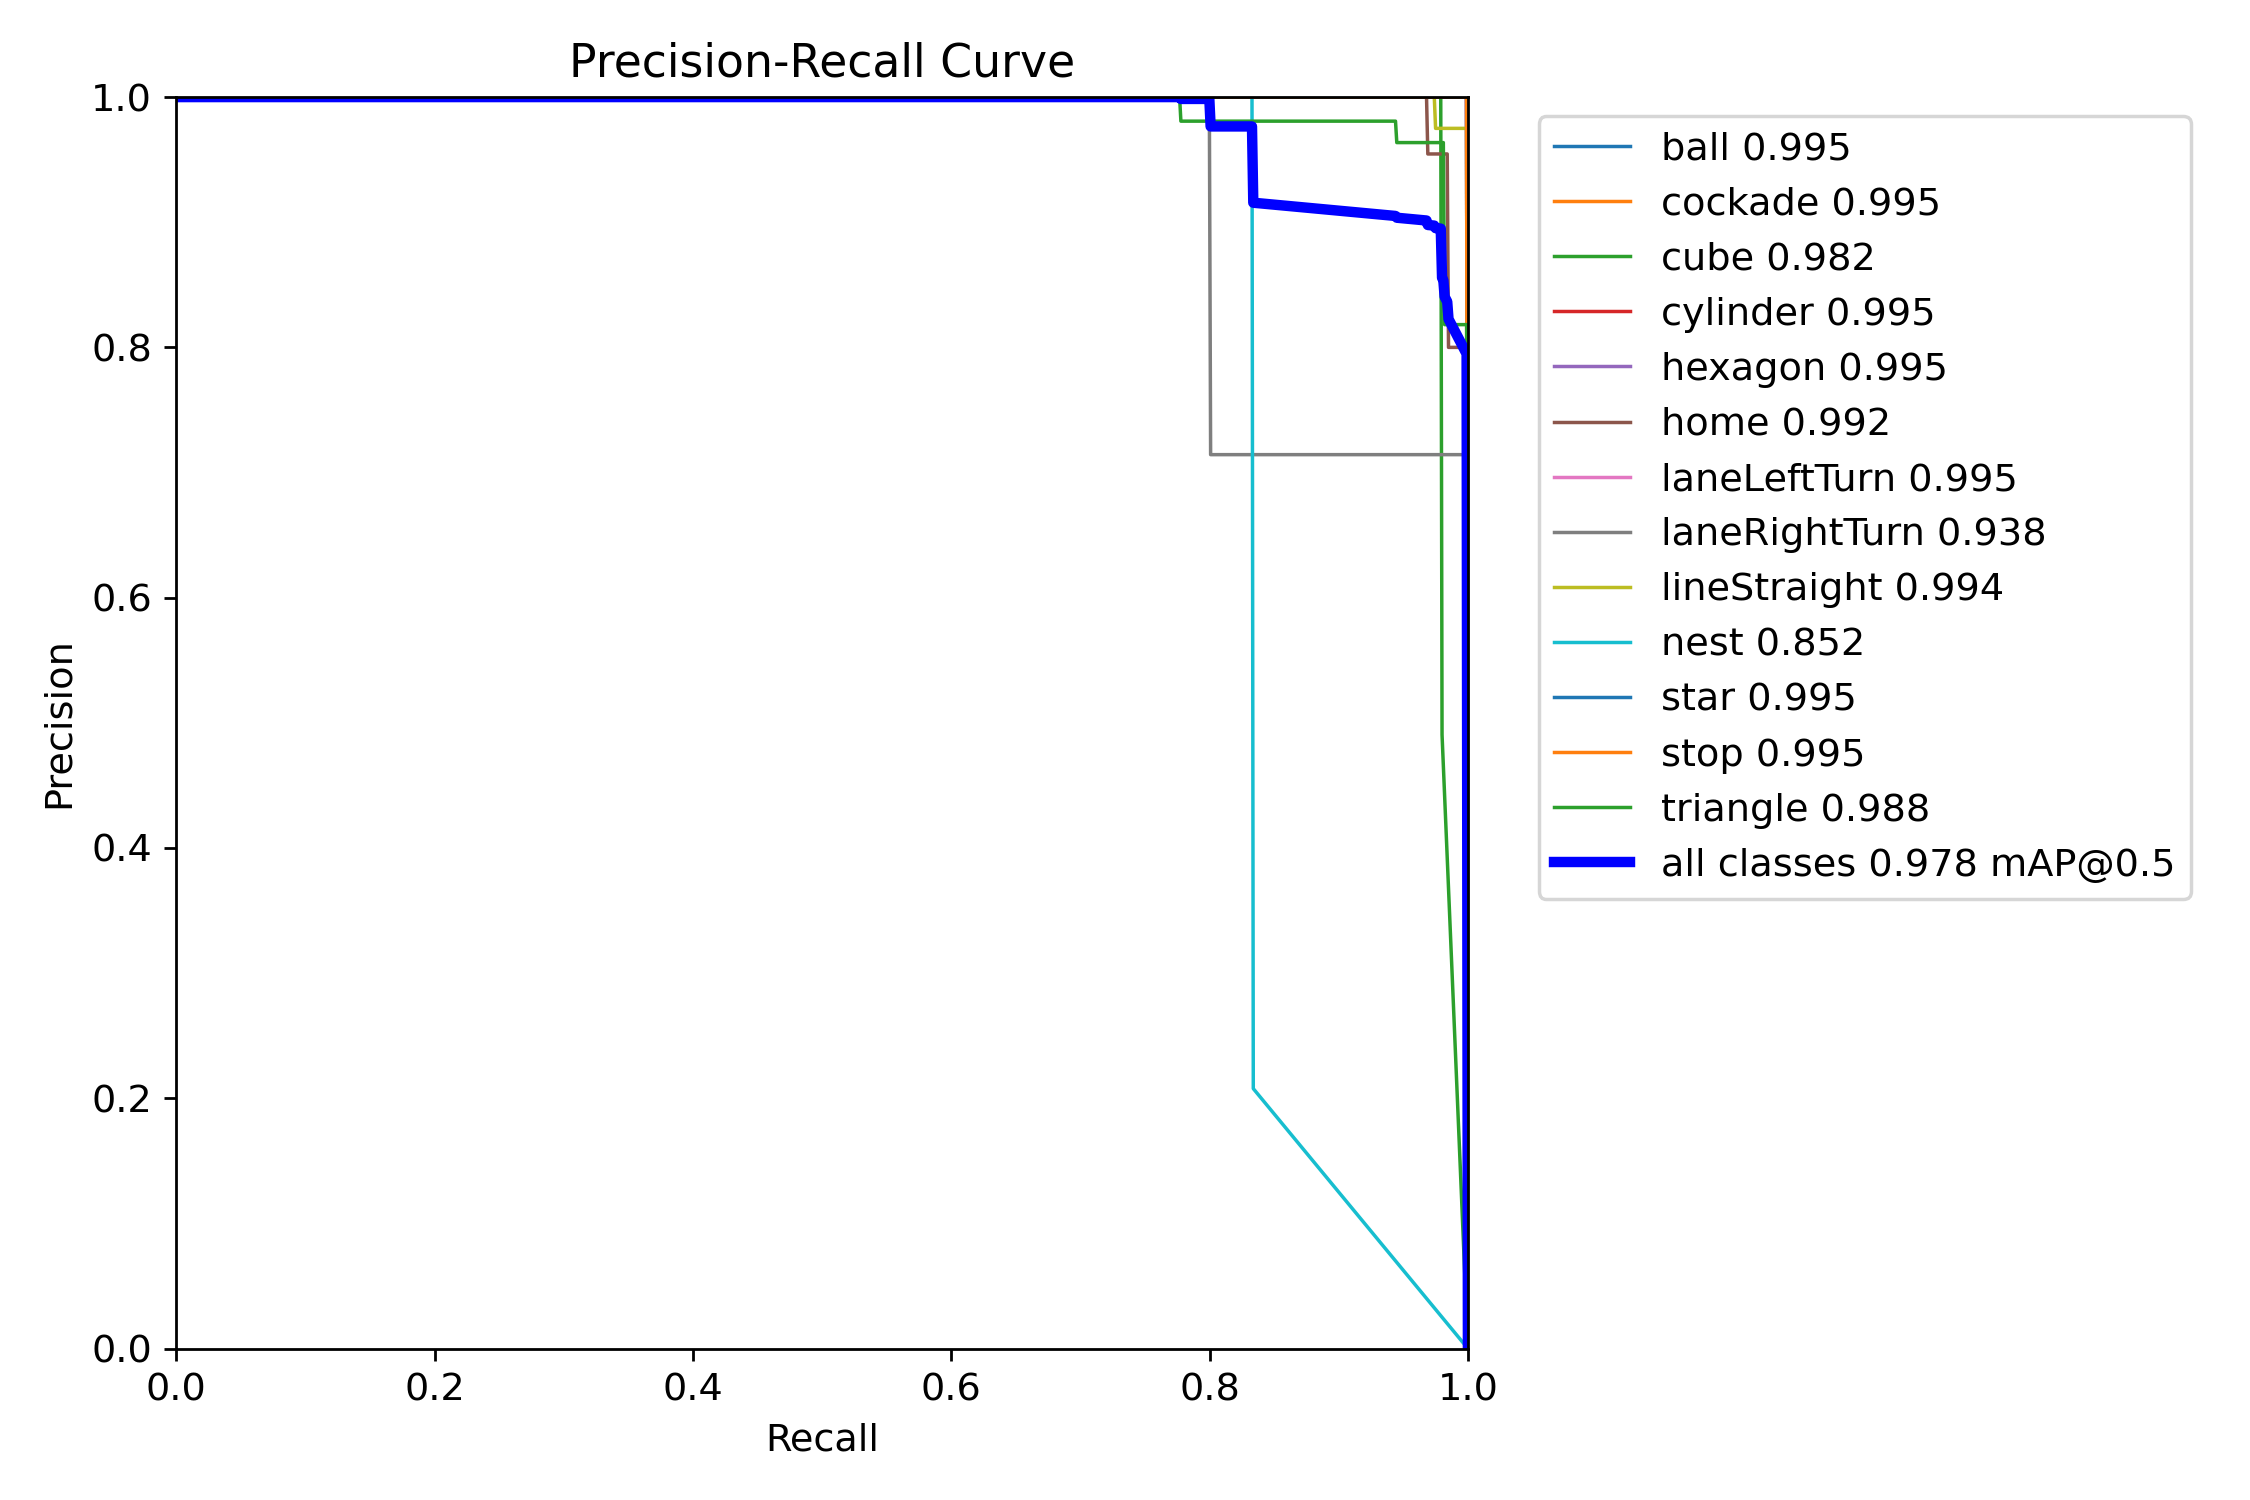 Precision-Recall Curve
1.0
0.8
0.6
0.4
0.2
0.0
Precision
0.0 0.2 0.4 0.6 0.8 1.0
Recall
ball 0.995
cockade 0.995
cube 0.982
cylinder 0.995
hexagon 0.995
home 0.992
laneLeftTurn 0.995
laneRightTurn 0.938
lineStraight 0.994
nest 0.852
star 0.995
stop 0.995
triangle 0.988
all classes 0.978 mAP@0.5